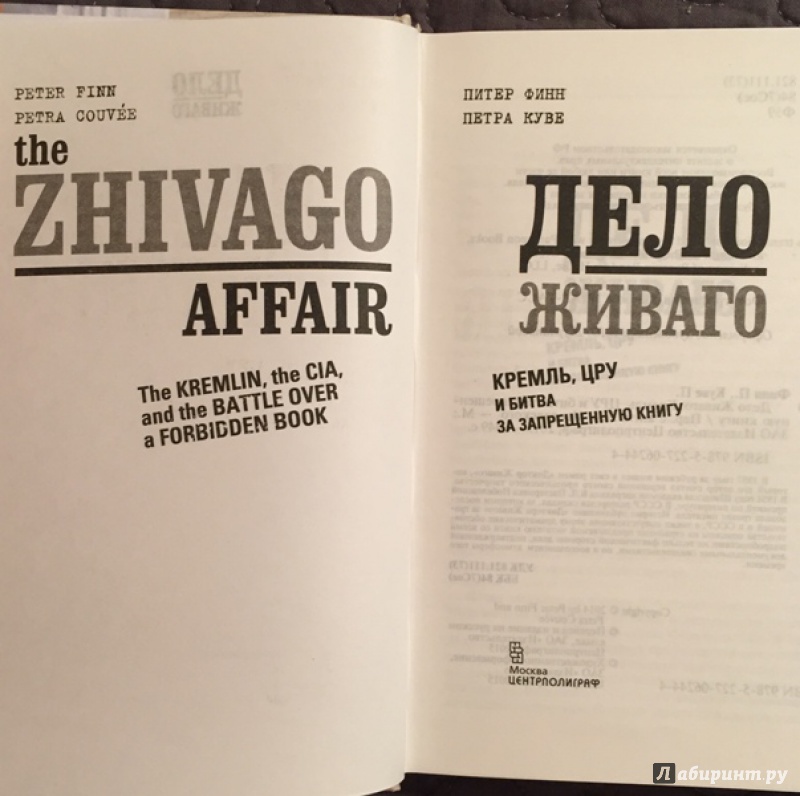 PETER FINN
PETRA COUVÉE
the
ZHIVAGO
AFFAIR
The KREMLIN, the CIA,
and the BATTLE OVER
a FORBIDDEN BOOK
ПИТЕР ФИНН
ПЕТРА КУВЕ
ДЕЛО
ЖИВАГО
КРЕМЛЬ, ЦРУ
И БИТВА
ЗА ЗАПРЕЩЕННУЮ КНИГУ
Москва
ЦЕНТРПОЛИГРАФ
Лабиринт.ру